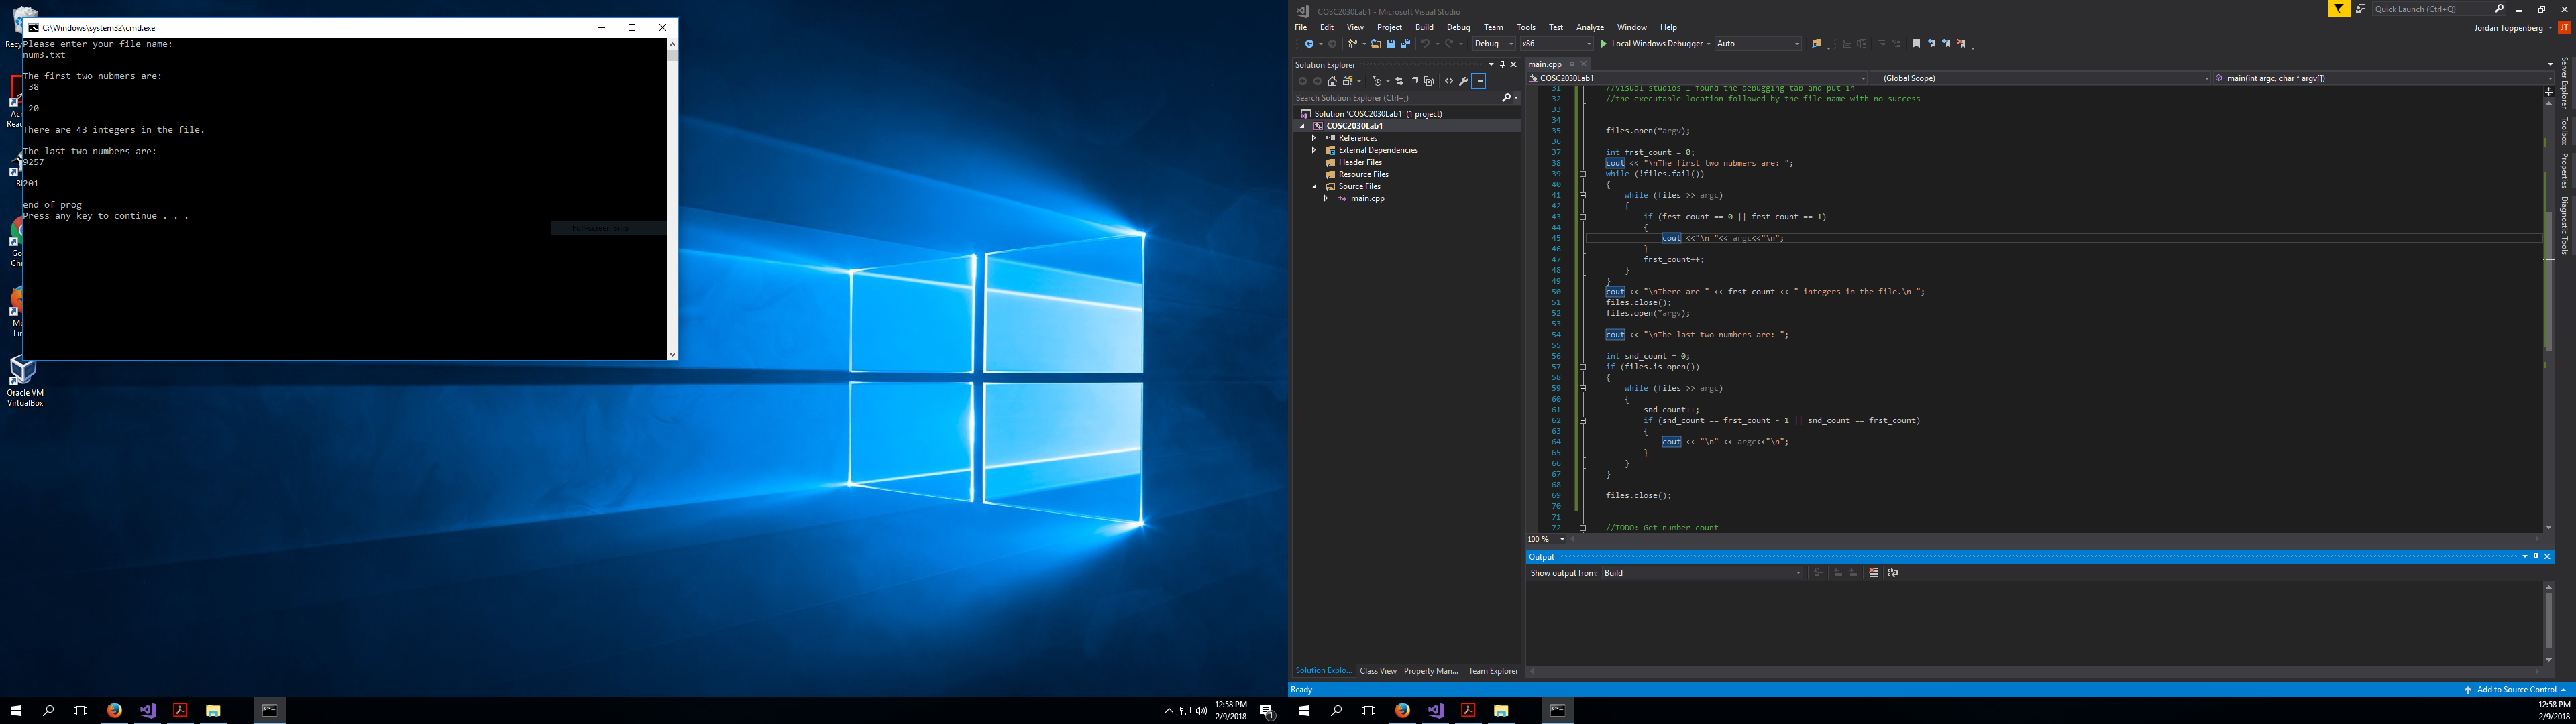 Recy
Acro
Reac
Bl
Go
Chr
Mo
Fir
Oracle VM
VirtualBox
C:\Windows\system32\cmd.exe
Please enter your file name:
num3.txt
The first two nubmers are:
38
20
There are 43 integers in the file.
The last two numbers are:
9257
201
end of prog
Press any key to continue . . .
Full-screen Snip
12:58 PM
2/9/2018
1
COSC2030Lab1 - Microsoft Visual Studio
Quick Launch (Ctrl+Q)
File Edit View Project Build Debug Team Tools Test Analyze Window Help
Jordan Toppenberg JT
Debug x86 Local Windows Debugger Auto
Solution Explorer
Search Solution Explorer (Ctrl+;)
Solution 'COSC2030Lab1' (1 project)
COSC2030Lab1
References
External Dependencies
Header Files
Resource Files
Source Files
main.cpp
Solution Explo... Class View Property Man... Team Explorer
main.cpp
COSC2030Lab1 (Global Scope) main(int argc, char * argv[])
31 //Visual studios I found the debugging tab and put in
32 //the executable location followed by the file name with no success
33
34
35 files.open(*argv);
36
37 int frst_count = 0;
38 cout << "\nThe first two nubmers are: ";
39 while (!files.fail())
40 {
41 while (files >> argc)
42 {
43 if (frst_count == 0 || frst_count == 1)
44 {
45 cout <<"\n "<< argc<<"\n";
46 }
47 frst_count++;
48 }
49 }
50 cout << "\nThere are " << frst_count << " integers in the file.\n ";
51 files.close();
52 files.open(*argv);
53
54 cout << "\nThe last two numbers are: ";
55
56 int snd_count = 0;
57 if (files.is_open())
58 {
59 while (files >> argc)
60 {
61 snd_count++;
62 if (snd_count == frst_count - 1 || snd_count == frst_count)
63 {
64 cout << "\n" << argc<<"\n";
65 }
66 }
67 }
68
69 files.close();
70
71
72 //TODO: Get number count
100 %
Output
Show output from: Build
Server Explorer
Toolbox
Properties
Diagnostic Tools
Ready
Add to Source Control
12:58 PM
2/9/2018